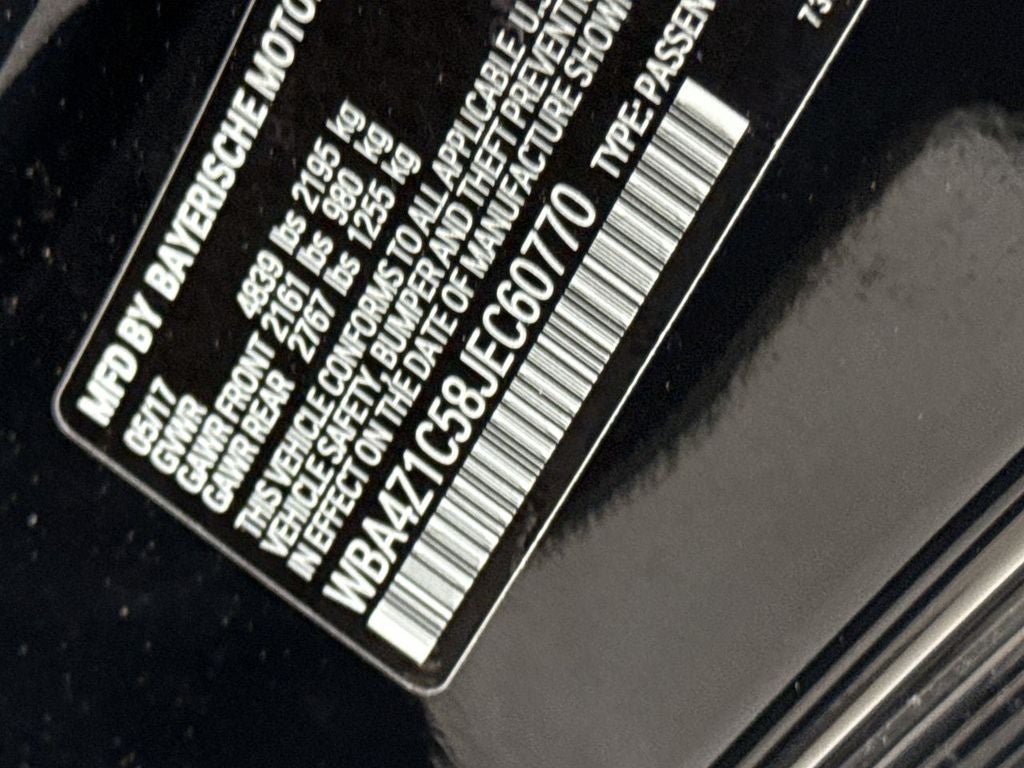 MFD BY BAYERISCHE MOTO
05/17
GVWR 4839 lbs 2195 kg
GAWR FRONT 2161 lbs 980 kg
GAWR REAR 2767 lbs 1255 kg
THIS VEHICLE CONFORMS TO ALL APPLICABLE U.S
VEHICLE SAFETY, BUMPER AND THEFT PREVENTI
IN EFFECT ON THE DATE OF MANUFACTURE SHOW
WBA4Z1C58JEC60770 TYPE: PASSEN
73